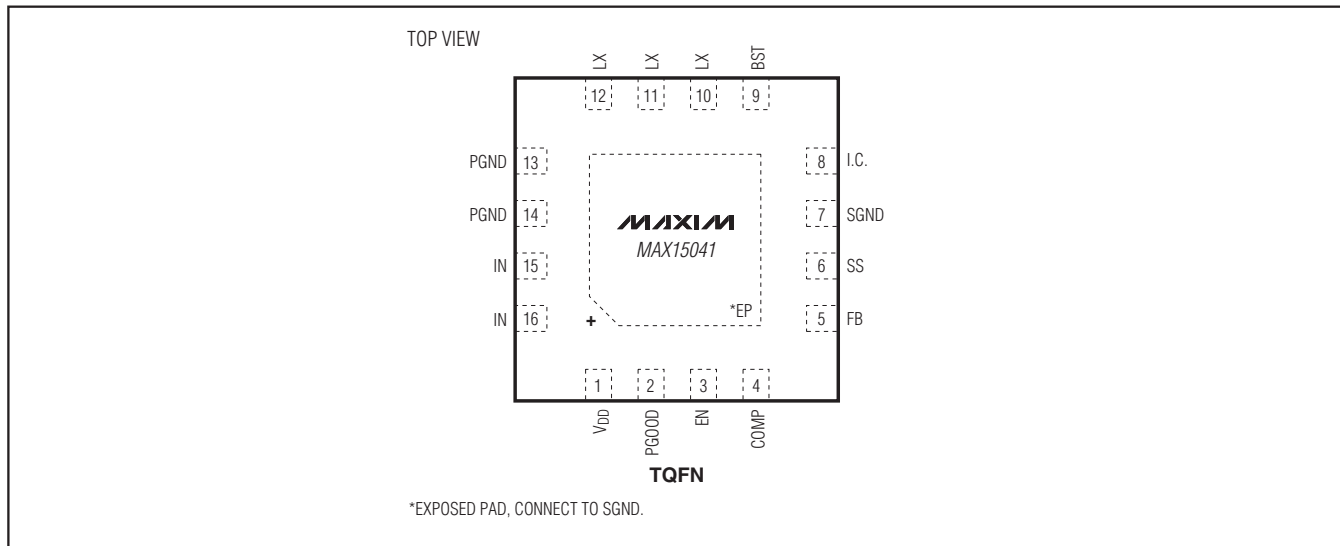 TOP VIEW
LX LX LX BST
12 11 10 9
PGND 13
PGND 14
IN 15
IN 16
8 I.C.
7 SGND
6 SS
5 FB
MAXIM
MAX15041
*EP
+
1 2 3 4
VDD PGOOD EN COMP
TQFN
*EXPOSED PAD, CONNECT TO SGND.